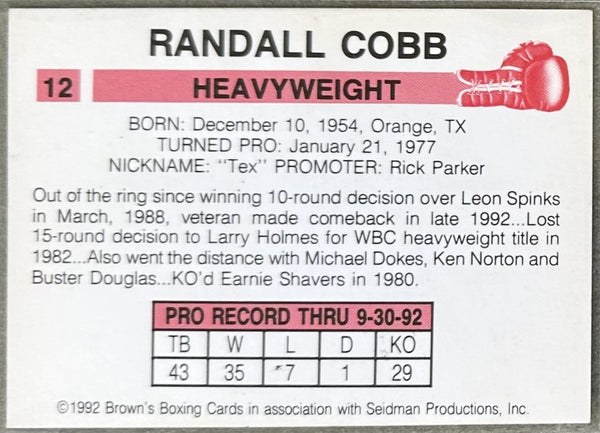 RANDALL COBB
12 HEAVYWEIGHT
BORN: December 10, 1954, Orange, TX
TURNED PRO: January 21, 1977
NICKNAME: "Tex" PROMOTER: Rick Parker
Out of the ring since winning 10-round decision over Leon Spinks
in March, 1988, veteran made comeback in late 1992...Lost
15-round decision to Larry Holmes for WBC heavyweight title in
1982...Also went the distance with Michael Dokes, Ken Norton and
Buster Douglas...KO'd Earnie Shavers in 1980.
PRO RECORD THRU 9-30-92
TB W L D KO
43 35 7 1 29
©1992 Brown's Boxing Cards in association with Seidman Productions, Inc.